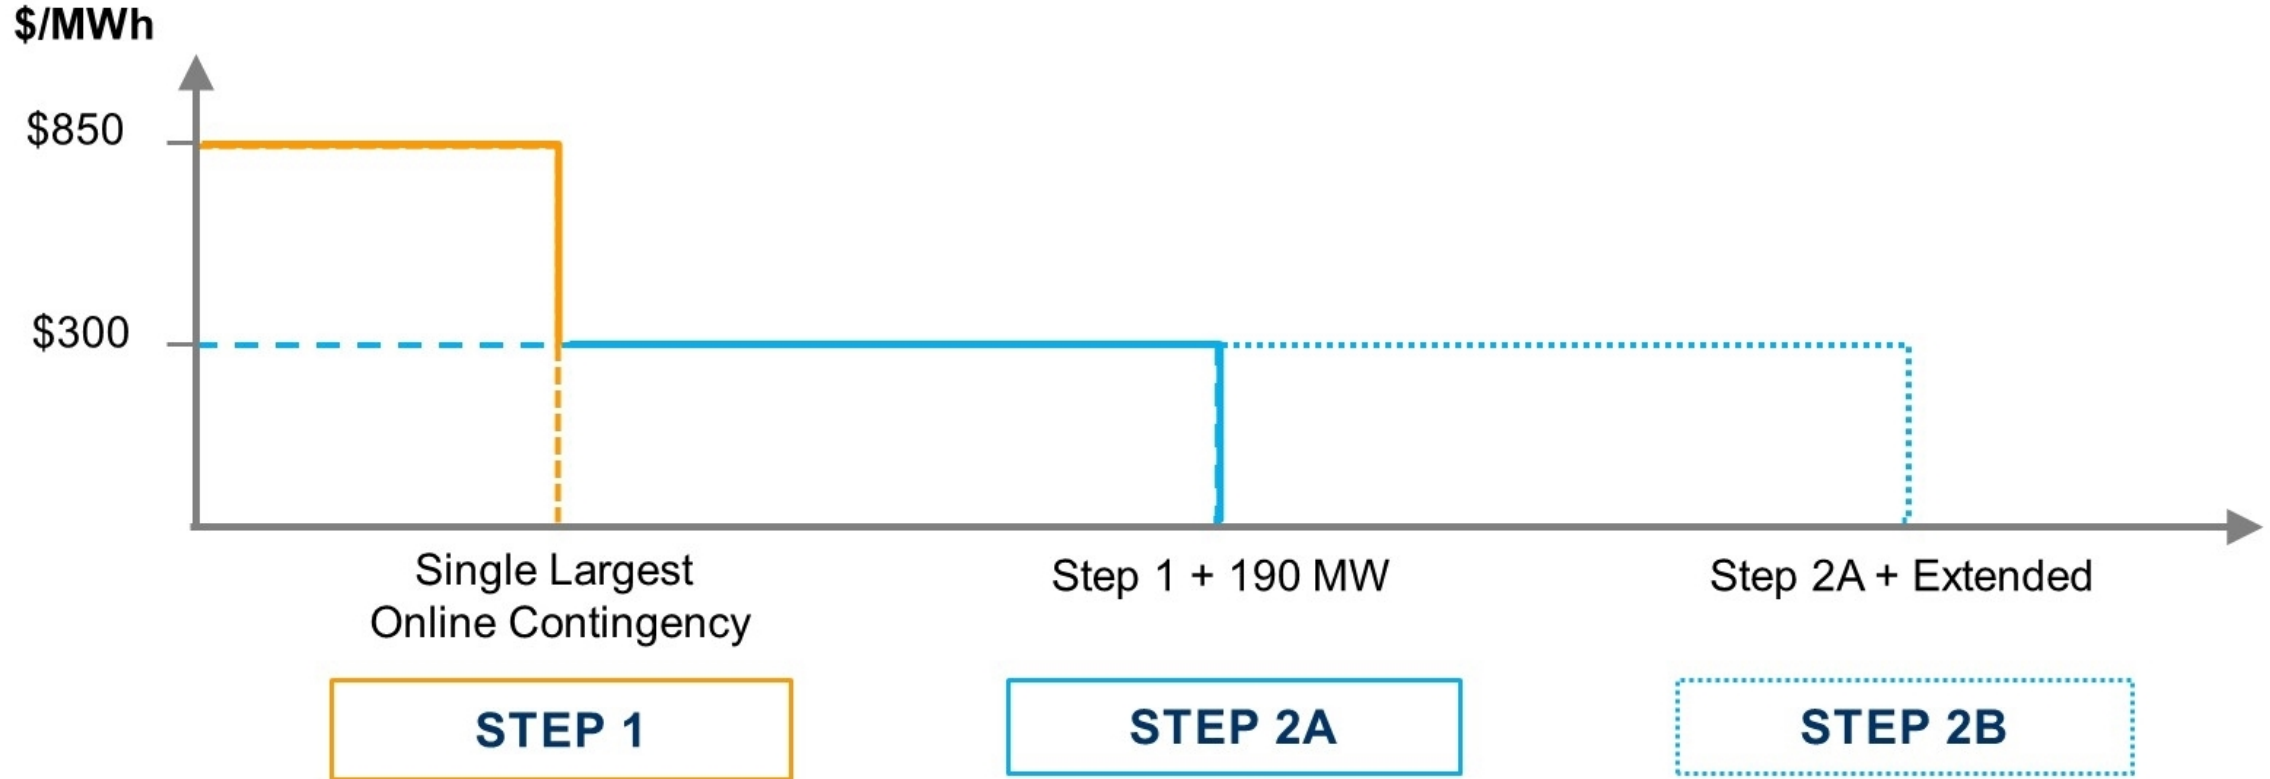 $/MWh
$850
$300
Single Largest
Online Contingency
Step 1 + 190 MW
Step 2A + Extended
STEP 1
STEP 2A
STEP 2B